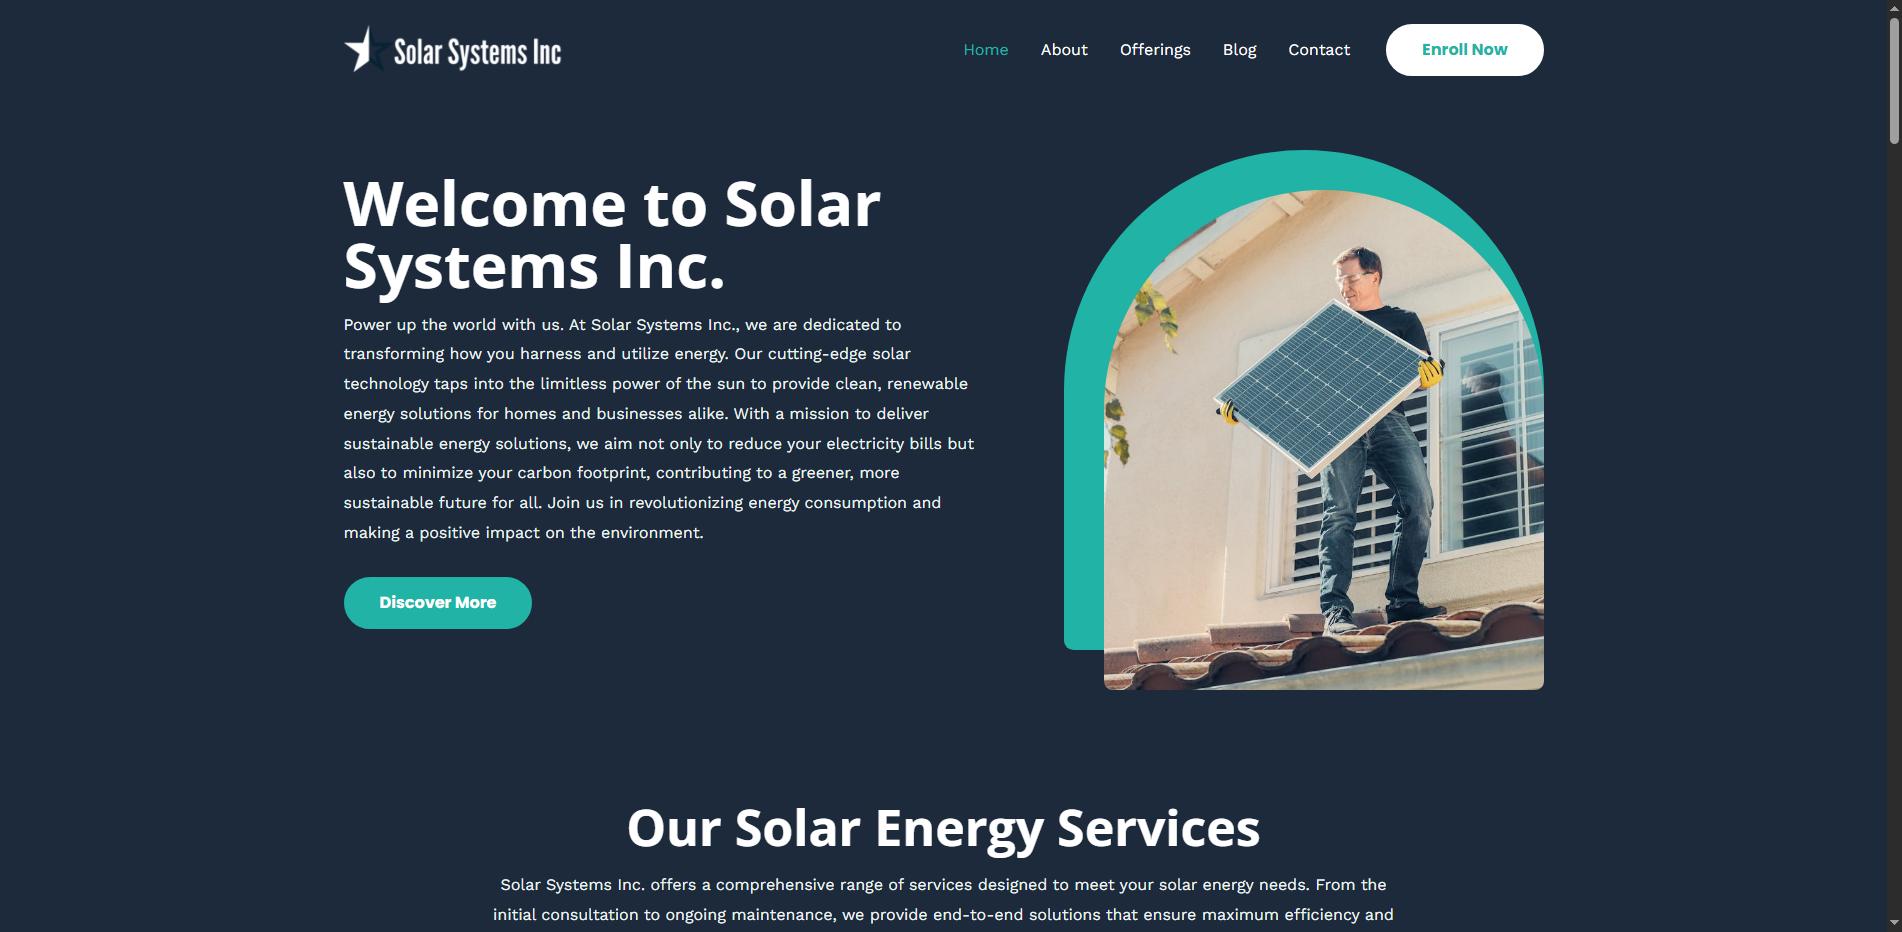 Solar Systems Inc
Home
About
Offerings
Blog
Contact
Enroll Now
Welcome to Solar
Systems Inc.
Power up the world with us. At Solar Systems Inc., we are dedicated to
transforming how you harness and utilize energy. Our cutting-edge solar
technology taps into the limitless power of the sun to provide clean, renewable
energy solutions for homes and businesses alike. With a mission to deliver
sustainable energy solutions, we aim not only to reduce your electricity bills but
also to minimize your carbon footprint, contributing to a greener, more
sustainable future for all. Join us in revolutionizing energy consumption and
making a positive impact on the environment.
Discover More
Our Solar Energy Services
Solar Systems Inc. offers a comprehensive range of services designed to meet your solar energy needs. From the
initial consultation to ongoing maintenance, we provide end-to-end solutions that ensure maximum efficiency and